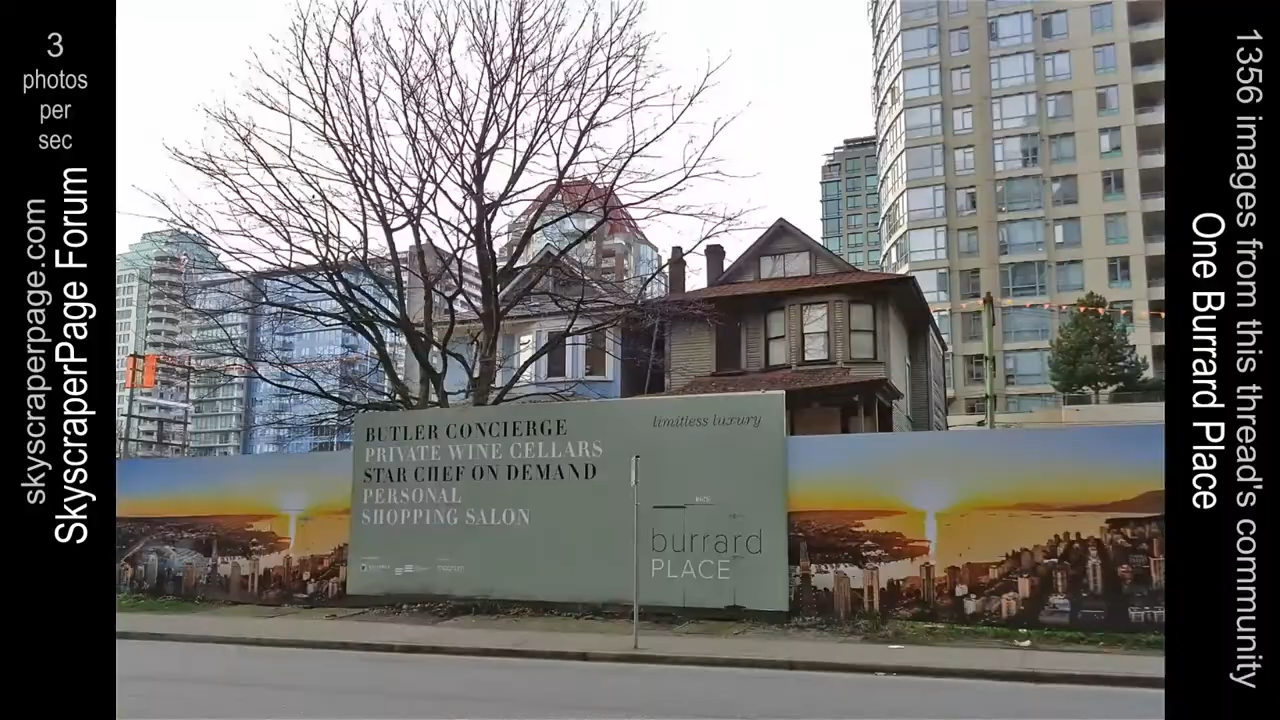 3
photos
per
sec
skyscraperpage.com
SkyscraperPage Forum
BUTLER CONCIERGE
PRIVATE WINE CELLARS
STAR CHEF ON DEMAND
PERSONAL
SHOPPING SALON
limitless luxury
burrard
PLACE
1356 images from this thread's community
One Burrard Place